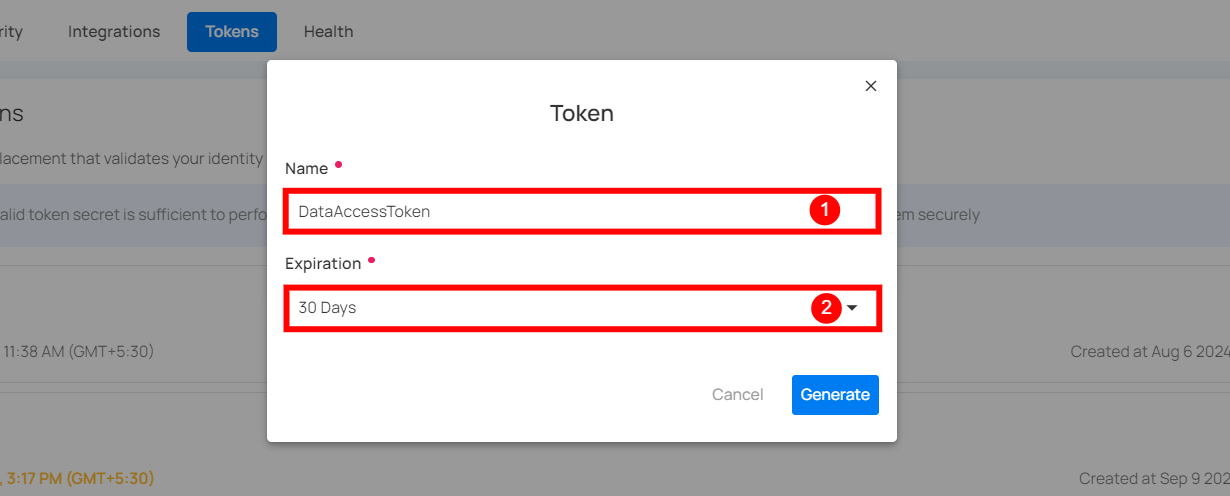 rity Integrations Tokens Health
Token
ns
lacement that validates your identity
Name
DataAccessToken 1
alid token secret is sufficient to perfo em securely
Expiration
30 Days 2
11:38 AM (GMT+5:30) Created at Aug 6 2024
Cancel Generate
, 3:17 PM (GMT+5:30) Created at Sep 9 202